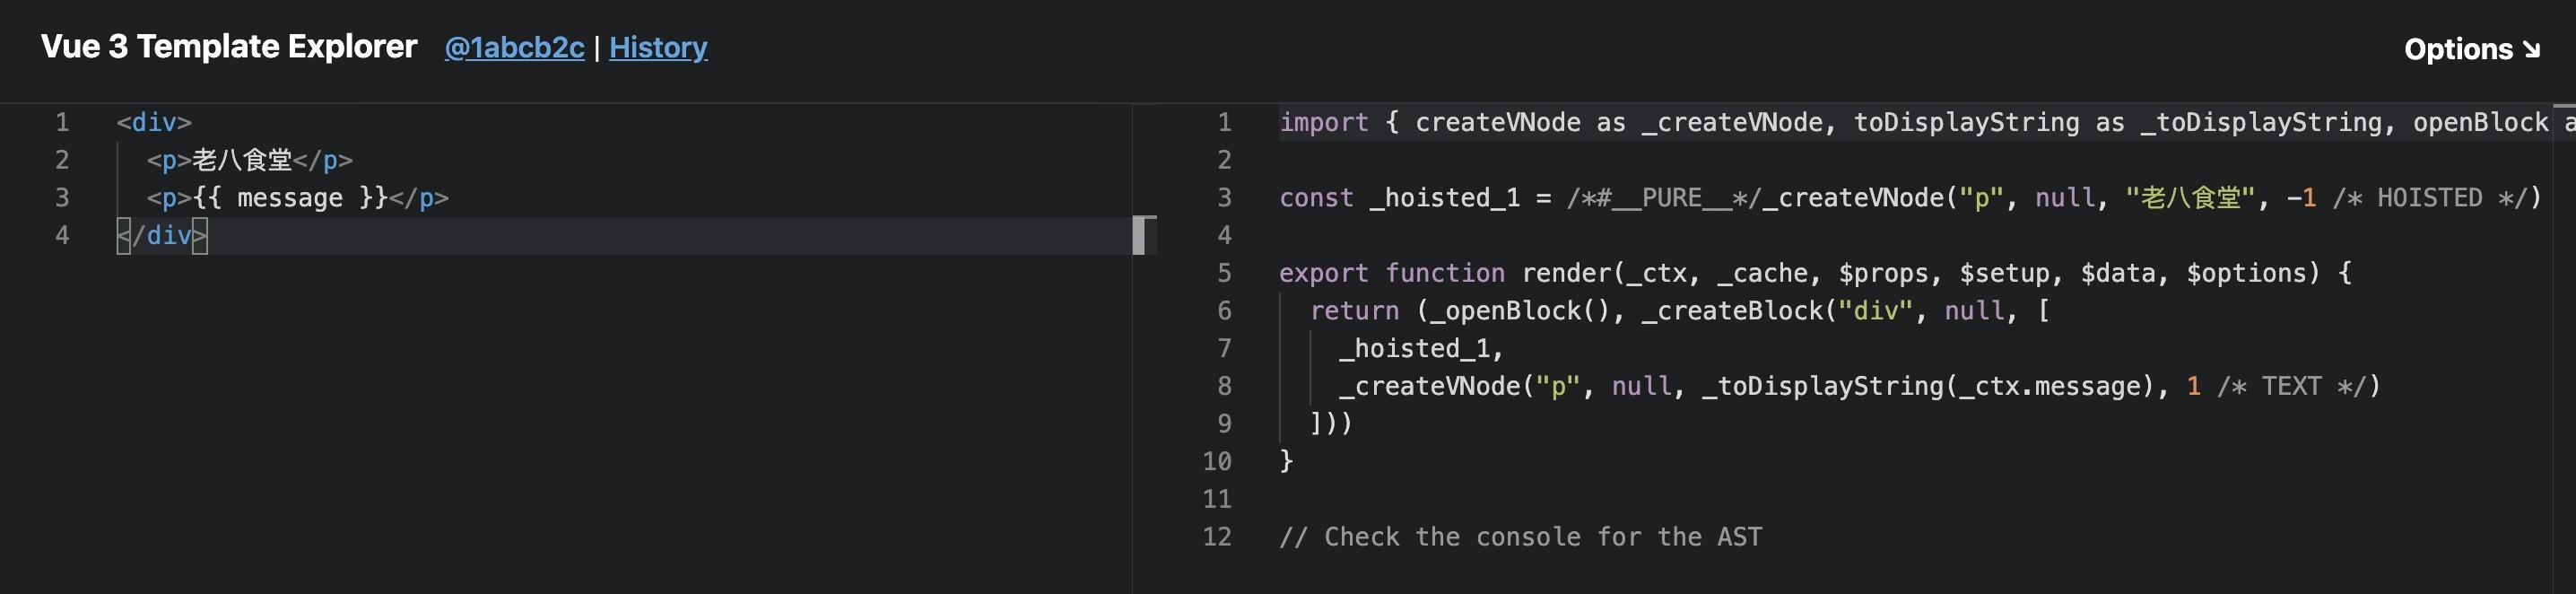 Vue 3 Template Explorer @1abcb2c | History
Options ↘
1 <div>
2 <p>老八食堂</p>
3 <p>{{ message }}</p>
4 </div>
1 import { createVNode as _createVNode, toDisplayString as _toDisplayString, openBlock a
2
3 const _hoisted_1 = /*#__PURE__*/_createVNode("p", null, "老八食堂", -1 /* HOISTED */)
4
5 export function render(_ctx, _cache, $props, $setup, $data, $options) {
6 return (_openBlock(), _createBlock("div", null, [
7 _hoisted_1,
8 _createVNode("p", null, _toDisplayString(_ctx.message), 1 /* TEXT */)
9 ]))
10 }
11
12 // Check the console for the AST